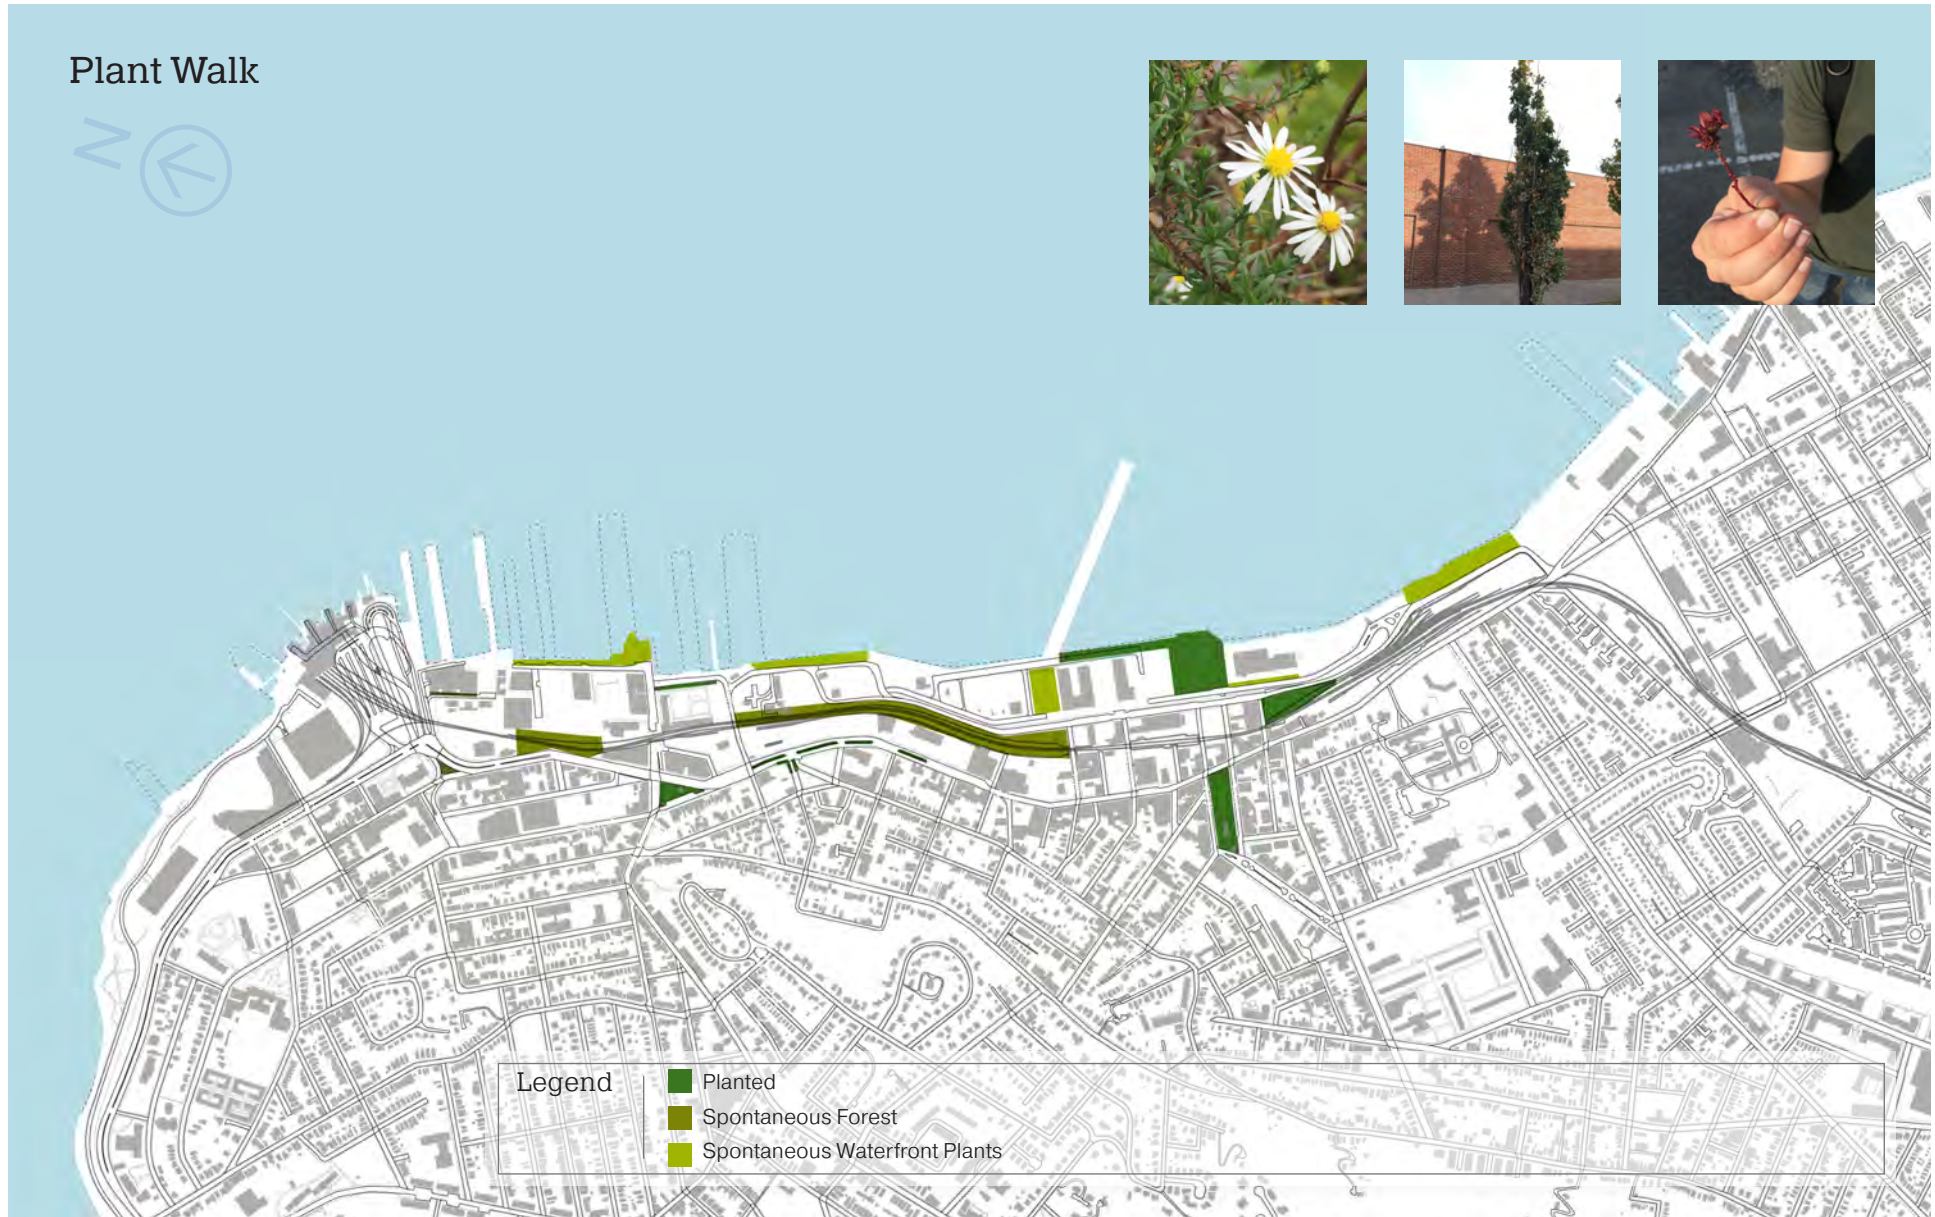 Plant Walk
N
Legend
Planted
Spontaneous Forest
Spontaneous Waterfront Plants